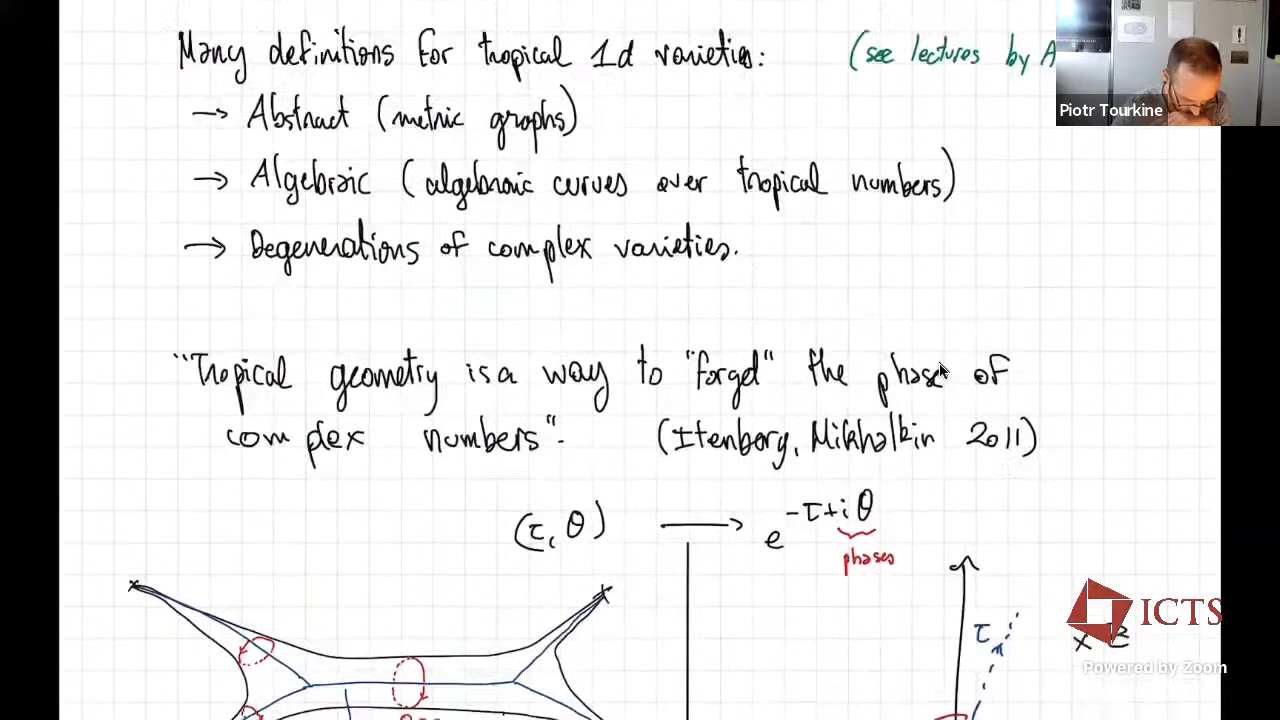 Many definitions for tropical 1d varieties: (see lectures by A
Piotr Tourkine
→ Abstract (metric graphs)
→ Algebraic (algebraic curves over tropical numbers)
→ Degenerations of complex varieties.
"Tropical geometry is a way to "forget" the phase of
complex numbers". (Itenberg, Mikhalkin 2011)
(τ, θ) ⟶ e^{-τ+iθ}
phases
ICTS
τ
x z
Powered by Zoom